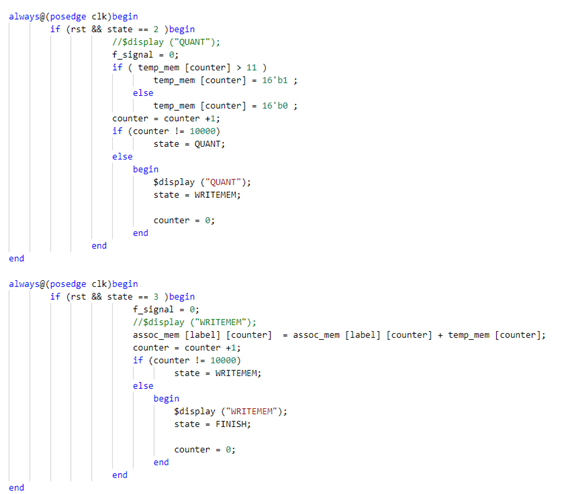 always@(posedge clk)begin
if (rst && state == 2 )begin
//$display ("QUANT");
f_signal = 0;
if ( temp_mem [counter] > 11 )
temp_mem [counter] = 16'b1 ;
else
temp_mem [counter] = 16'b0 ;
counter = counter +1;
if (counter != 10000)
state = QUANT;
else
begin
$display ("QUANT");
state = WRITEMEM;
counter = 0;
end
end
end
always@(posedge clk)begin
if (rst && state == 3 )begin
f_signal = 0;
//$display ("WRITEMEM");
assoc_mem [label] [counter]  = assoc_mem [label] [counter] + temp_mem [counter];
counter = counter +1;
if (counter != 10000)
state = WRITEMEM;
else
begin
$display ("WRITEMEM");
state = FINISH;
counter = 0;
end
end
end